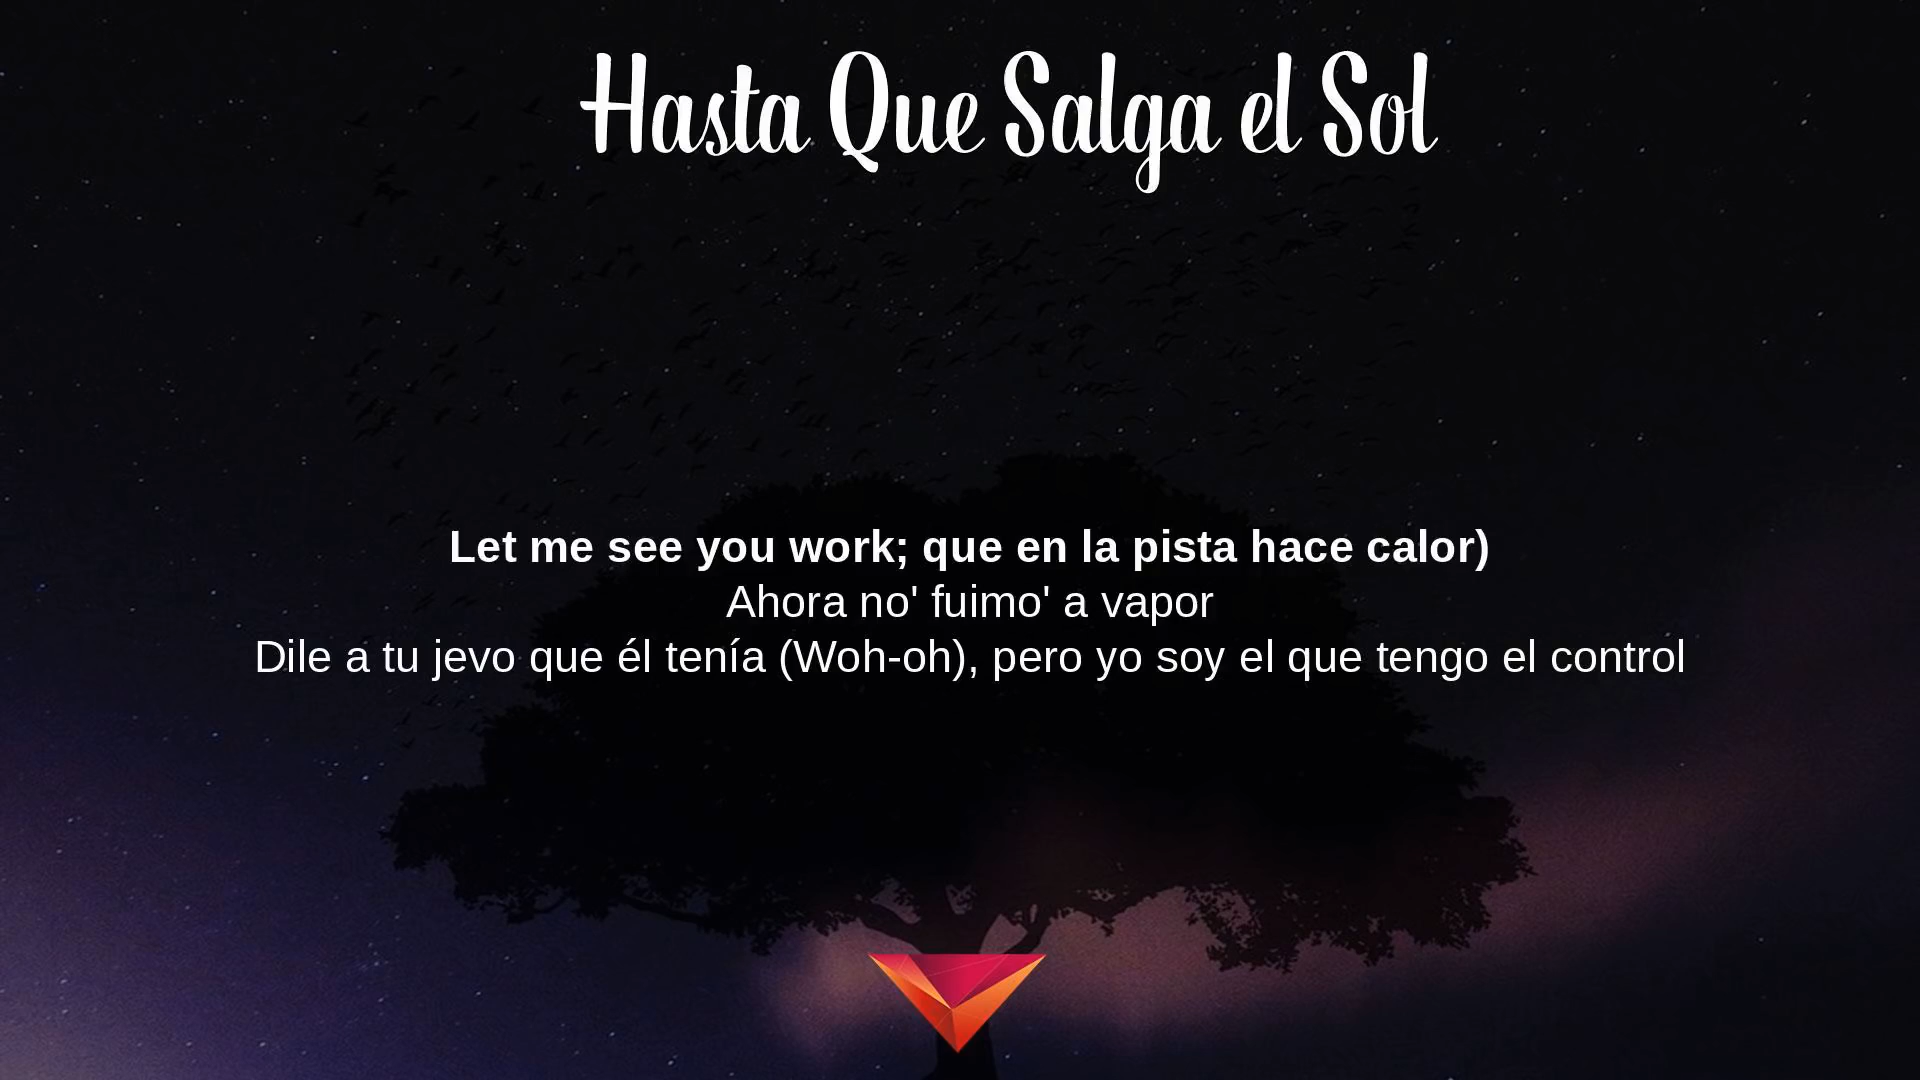 Hasta Que Salga el Sol
Let me see you work; que en la pista hace calor)
Ahora no' fuimo' a vapor
Dile a tu jevo que él tenía (Woh-oh), pero yo soy el que tengo el control